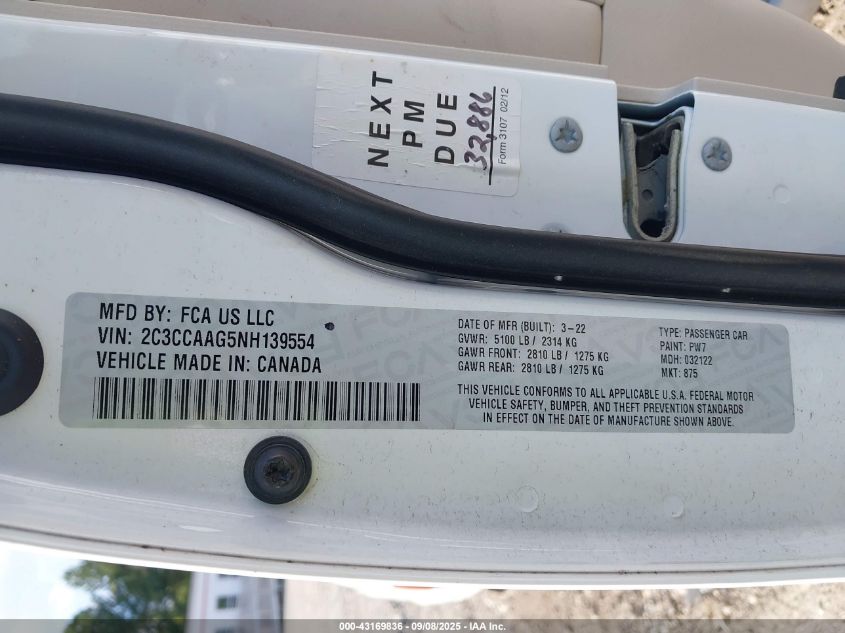 NEXT
PM
DUE
32,886
Form 3107 02/12
MFD BY: FCA US LLC
VIN: 2C3CCAAG5NH139554
VEHICLE MADE IN: CANADA
DATE OF MFR (BUILT): 3-22
GVWR: 5100 LB / 2314 KG
GAWR FRONT: 2810 LB / 1275 KG
GAWR REAR: 2810 LB / 1275 KG
TYPE: PASSENGER CAR
PAINT: PW7
MDH: 032122
MKT: 875
THIS VEHICLE CONFORMS TO ALL APPLICABLE U.S.A. FEDERAL MOTOR
VEHICLE SAFETY, BUMPER, AND THEFT PREVENTION STANDARDS
IN EFFECT ON THE DATE OF MANUFACTURE SHOWN ABOVE.
000-43169836 - 09/08/2025 - IAA Inc.